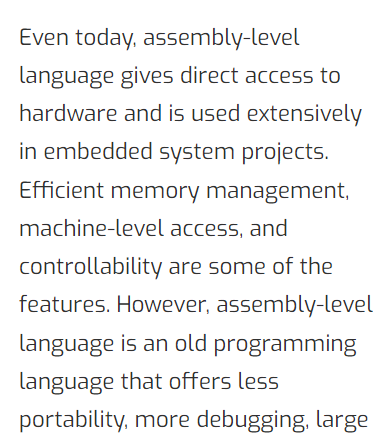 Even today, assembly-level
language gives direct access to
hardware and is used extensively
in embedded system projects.
Efficient memory management,
machine-level access, and
controllability are some of the
features. However, assembly-level
language is an old programming
language that offers less
portability, more debugging, large